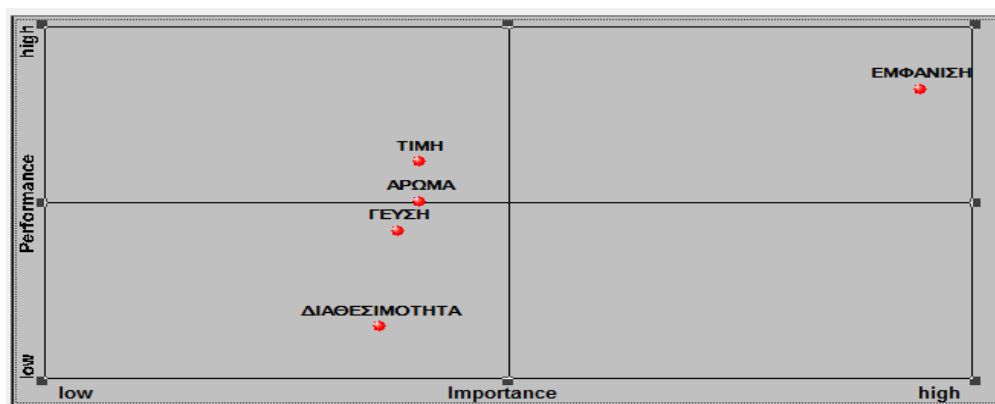 high
ΕΜΦΑΝΙΣΗ
ΤΙΜΗ
ΑΡΩΜΑ
Performance
ΓΕΥΣΗ
ΔΙΑΘΕΣΙΜΟΤΗΤΑ
low
low Importance high